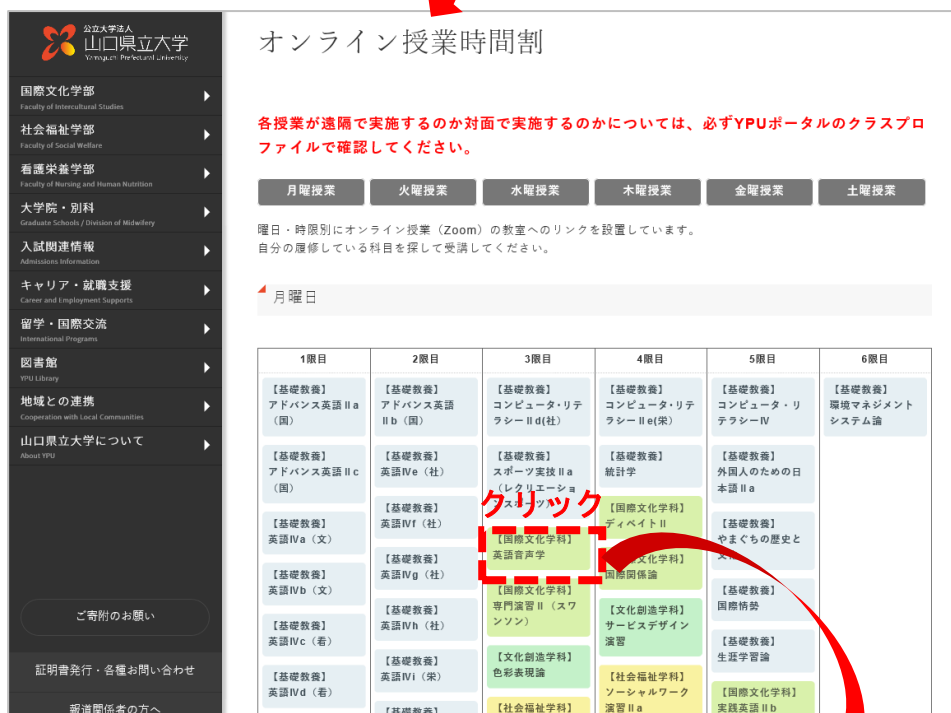 公立大学法人
山口県立大学
Yamaguchi Prefectural University
国際文化学部
Faculty of Intercultural Studies
社会福祉学部
Faculty of Social Welfare
看護栄養学部
Faculty of Nursing and Human Nutrition
大学院・別科
Graduate Schools / Division of Midwifery
入試関連情報
Admissions Information
キャリア・就職支援
Career and Employment Supports
留学・国際交流
International Programs
図書館
YPU Library
地域との連携
Cooperation with Local Communities
山口県立大学について
About YPU
ご寄附のお願い
証明書発行・各種お問い合わせ
報道関係者の方へ
オンライン授業時間割
各授業が遠隔で実施するのか対面で実施するのかについては、必ずYPUポータルのクラスプロ
ファイルで確認してください。
月曜授業 火曜授業 水曜授業 木曜授業 金曜授業 土曜授業
曜日・時限別にオンライン授業（Zoom）の教室へのリンクを設置しています。
自分の履修している科目を探して受講してください。
月曜日
1限目 2限目 3限目 4限目 5限目 6限目
【基礎教養】
アドバンス英語Ⅱa
（国）
【基礎教養】
アドバンス英語Ⅱc
（国）
【基礎教養】
英語Ⅳa（文）
【基礎教養】
英語Ⅳb（文）
【基礎教養】
英語Ⅳc（看）
【基礎教養】
英語Ⅳd（看）
【基礎教養】
アドバンス英語
Ⅱb（国）
【基礎教養】
英語Ⅳe（社）
【基礎教養】
英語Ⅳf（社）
【基礎教養】
英語Ⅳg（社）
【基礎教養】
英語Ⅳh（社）
【基礎教養】
英語Ⅳi（栄）
【基礎教養】
【基礎教養】
コンピュータ・リテ
ラシーⅡd(社)
【基礎教養】
スポーツ実技Ⅱa
（レクリエーショ
ンスポーツ）
クリック
【国際文化学科】
英語音声学
【国際文化学科】
専門演習Ⅱ（スワ
ンソン）
【文化創造学科】
色彩表現論
【社会福祉学科】
【基礎教養】
コンピュータ・リテ
ラシーⅡe(栄)
【基礎教養】
統計学
【国際文化学科】
ディベートⅡ
文化学科】
国際関係論
【文化創造学科】
サービスデザイン
演習
【社会福祉学科】
ソーシャルワーク
演習Ⅱa
【基礎教養】
コンピュータ・リ
テラシーⅣ
【基礎教養】
外国人のための日
本語Ⅱa
【基礎教養】
やまぐちの歴史と
【基礎教養】
国際情勢
【基礎教養】
生涯学習論
【国際文化学科】
実践英語Ⅱb
【基礎教養】
環境マネジメント
システム論